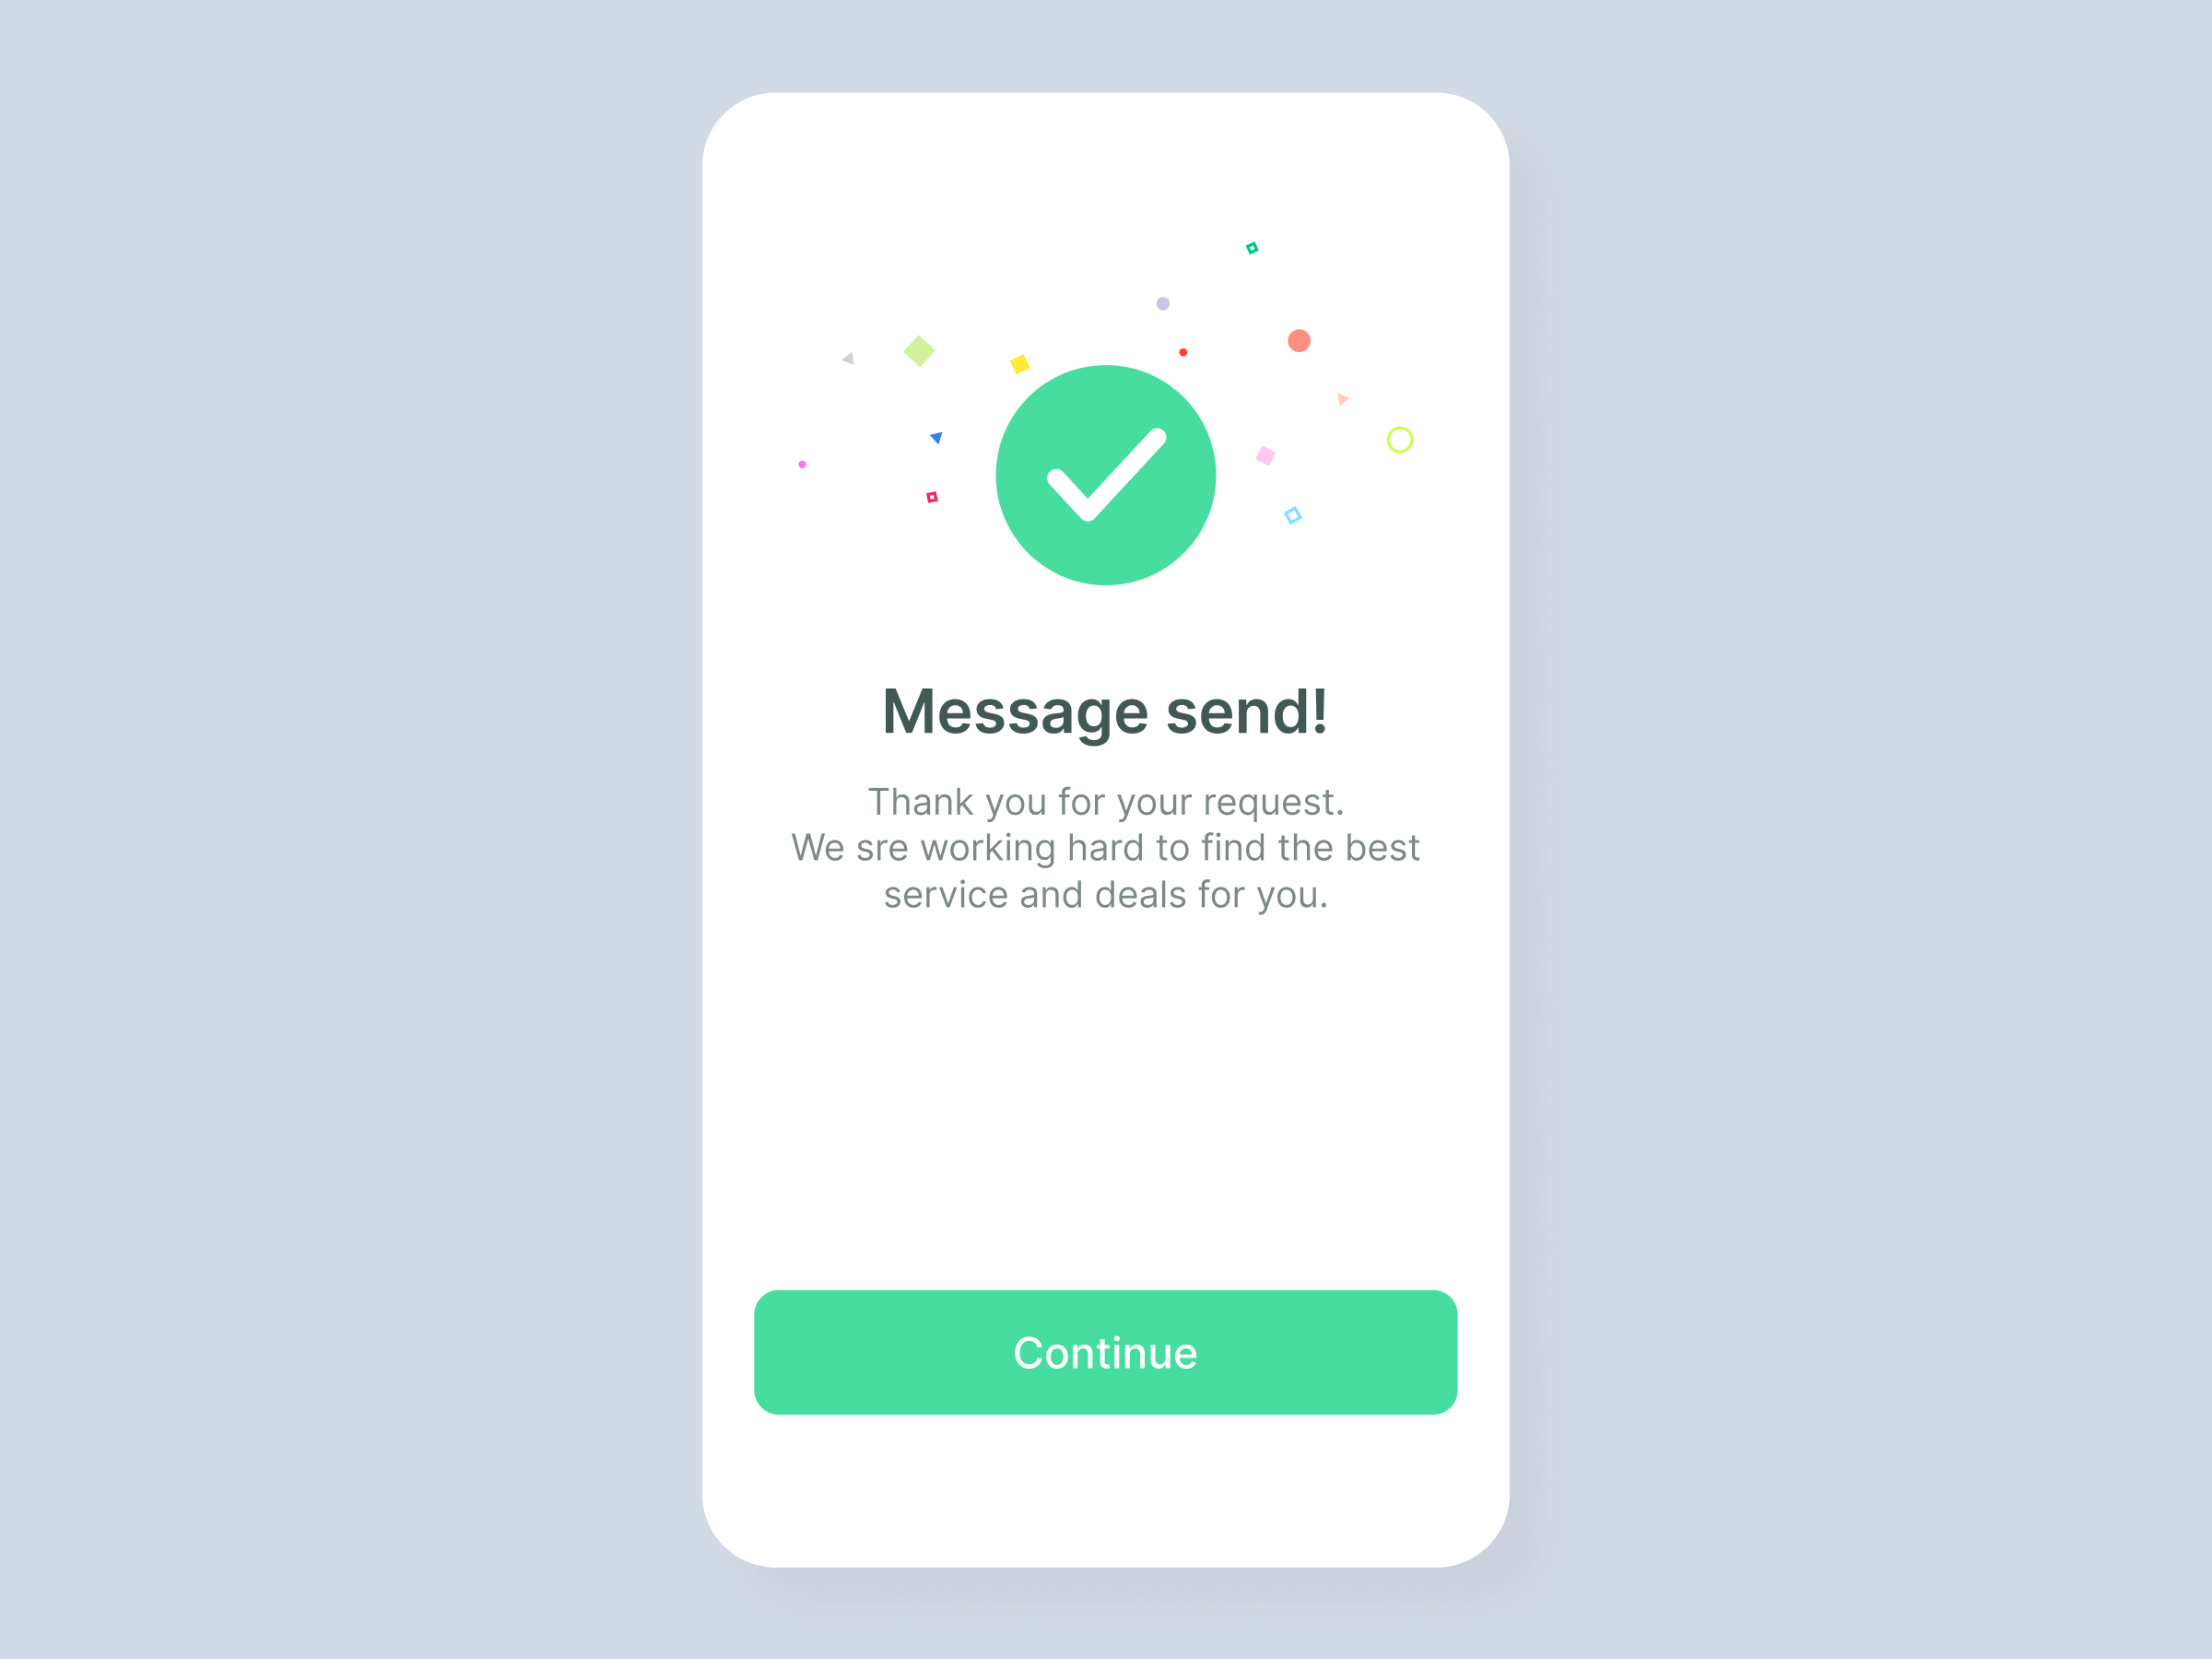 Message send!
Thank you for your request.
We are working hard to find the best
service and deals for you.
Continue